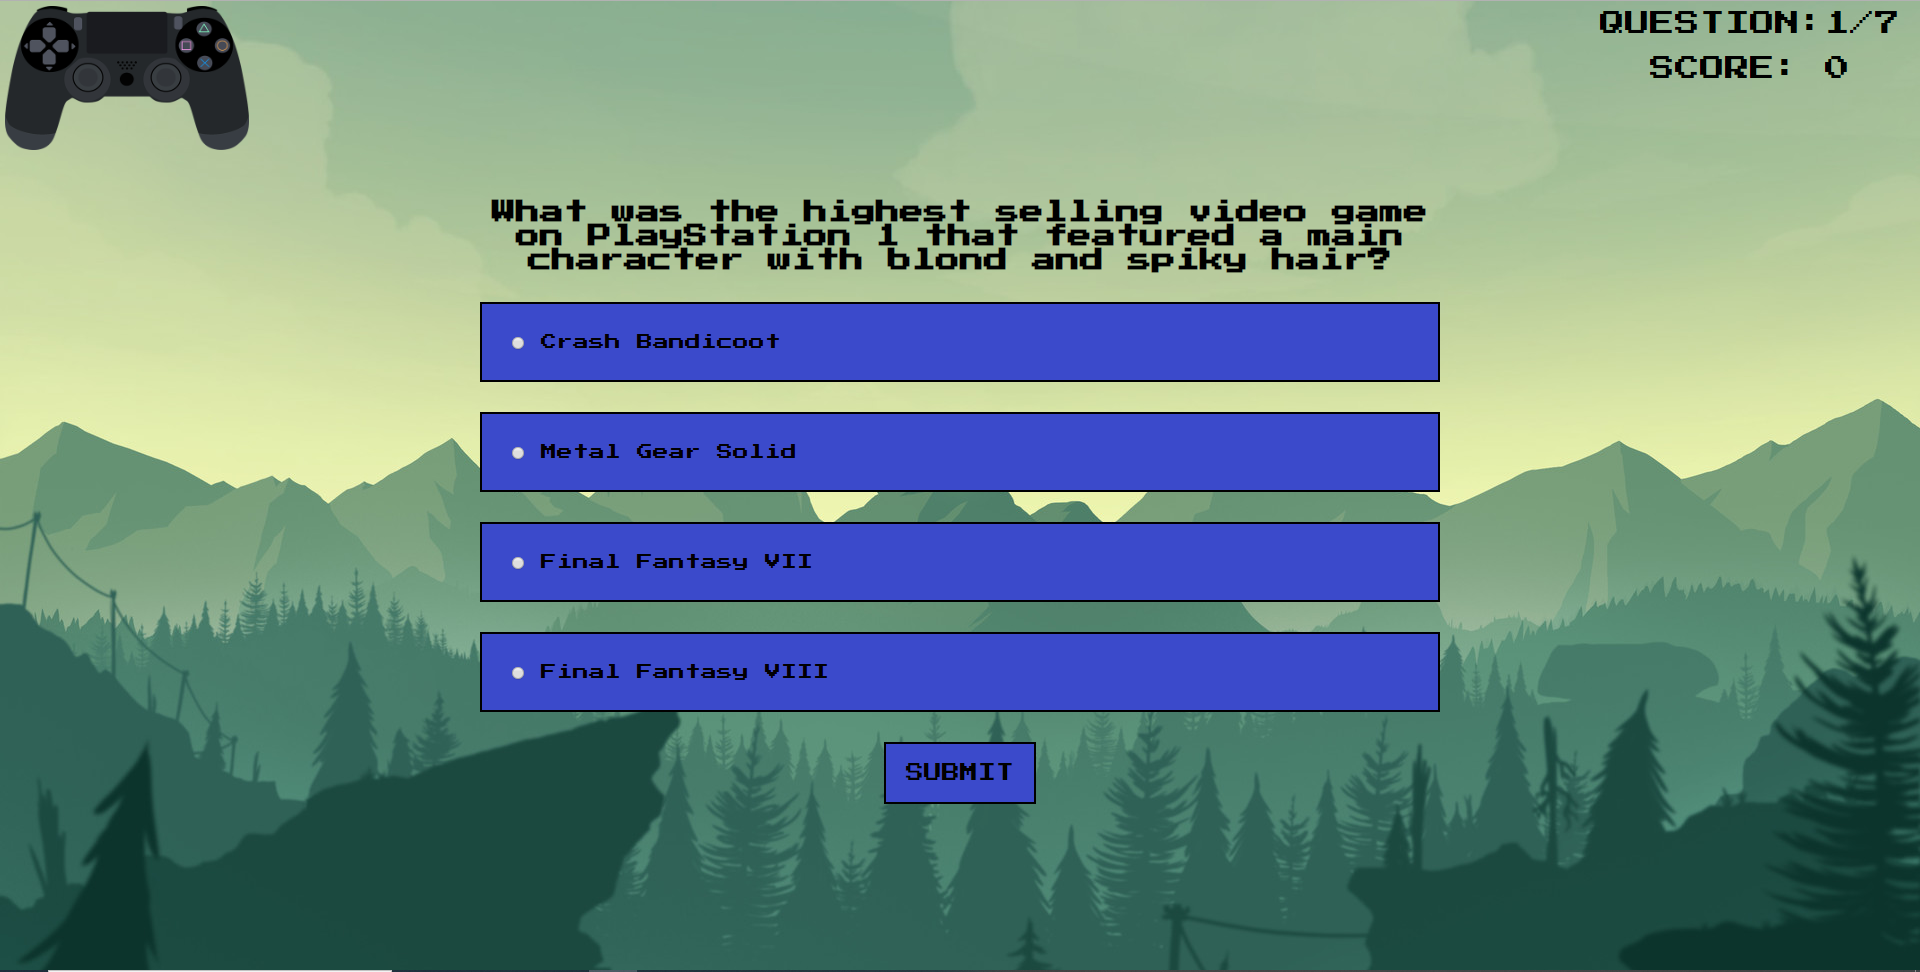 QUESTION: 1/7
SCORE: 0
What was the highest selling video game
on PlayStation 1 that featured a main
character with blond and spiky hair?
Crash Bandicoot
Metal Gear Solid
Final Fantasy VII
Final Fantasy VIII
SUBMIT